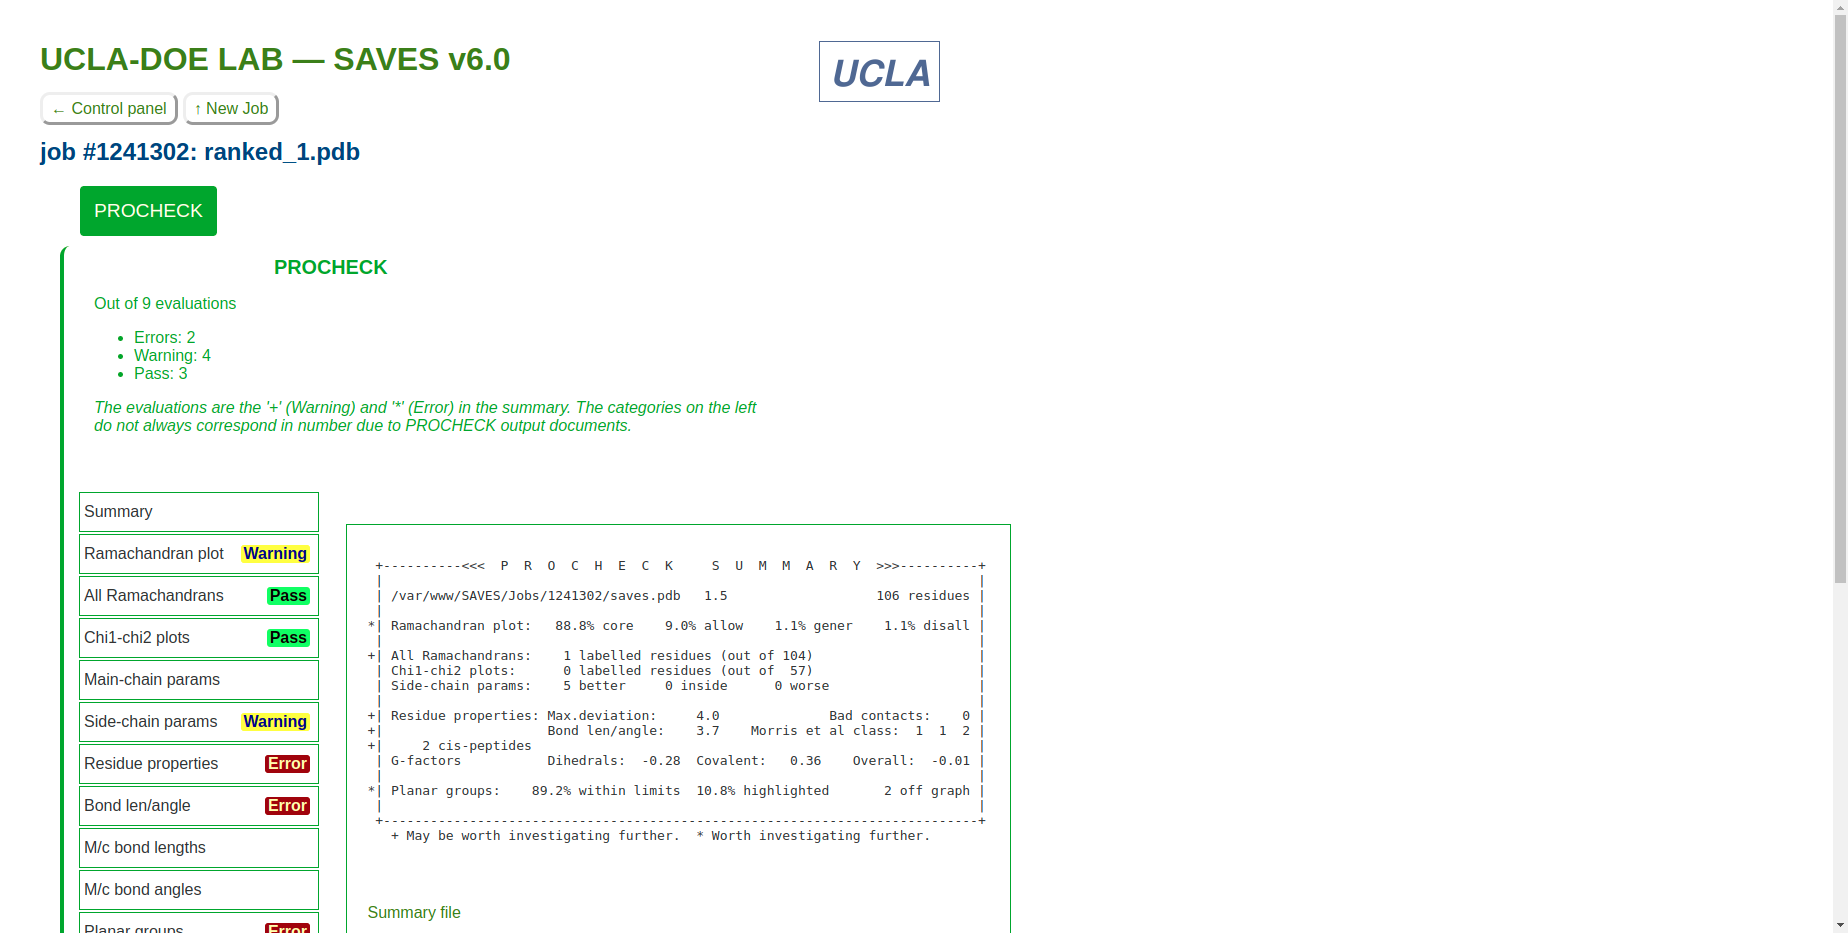 UCLA-DOE LAB — SAVES v6.0
UCLA
← Control panel
↑ New Job
job #1241302: ranked_1.pdb
PROCHECK
PROCHECK
Out of 9 evaluations
• Errors: 2
• Warning: 4
• Pass: 3
The evaluations are the '+' (Warning) and '*' (Error) in the summary. The categories on the left
do not always correspond in number due to PROCHECK output documents.
Summary
Ramachandran plot Warning
All Ramachandrans Pass
Chi1-chi2 plots Pass
Main-chain params
Side-chain params Warning
Residue properties Error
Bond len/angle Error
M/c bond lengths
M/c bond angles
Planar groups Error
+----------<<<  P  R  O  C  H  E  C  K     S  U  M  M  A  R  Y  >>>----------+
|                                                                            |
| /var/www/SAVES/Jobs/1241302/saves.pdb   1.5                   106 residues |
|                                                                            |
*| Ramachandran plot:   88.8% core    9.0% allow    1.1% gener    1.1% disall |
|                                                                            |
+| All Ramachandrans:    1 labelled residues (out of 104)                     |
| Chi1-chi2 plots:      0 labelled residues (out of  57)                     |
| Side-chain params:    5 better     0 inside      0 worse                   |
|                                                                            |
+| Residue properties: Max.deviation:     4.0              Bad contacts:    0 |
+|                     Bond len/angle:    3.7    Morris et al class:  1  1  2 |
+|     2 cis-peptides                                                         |
| G-factors           Dihedrals:  -0.28  Covalent:   0.36    Overall:  -0.01 |
|                                                                            |
*| Planar groups:    89.2% within limits  10.8% highlighted       2 off graph |
|                                                                            |
+----------------------------------------------------------------------------+
+ May be worth investigating further.  * Worth investigating further.
Summary file